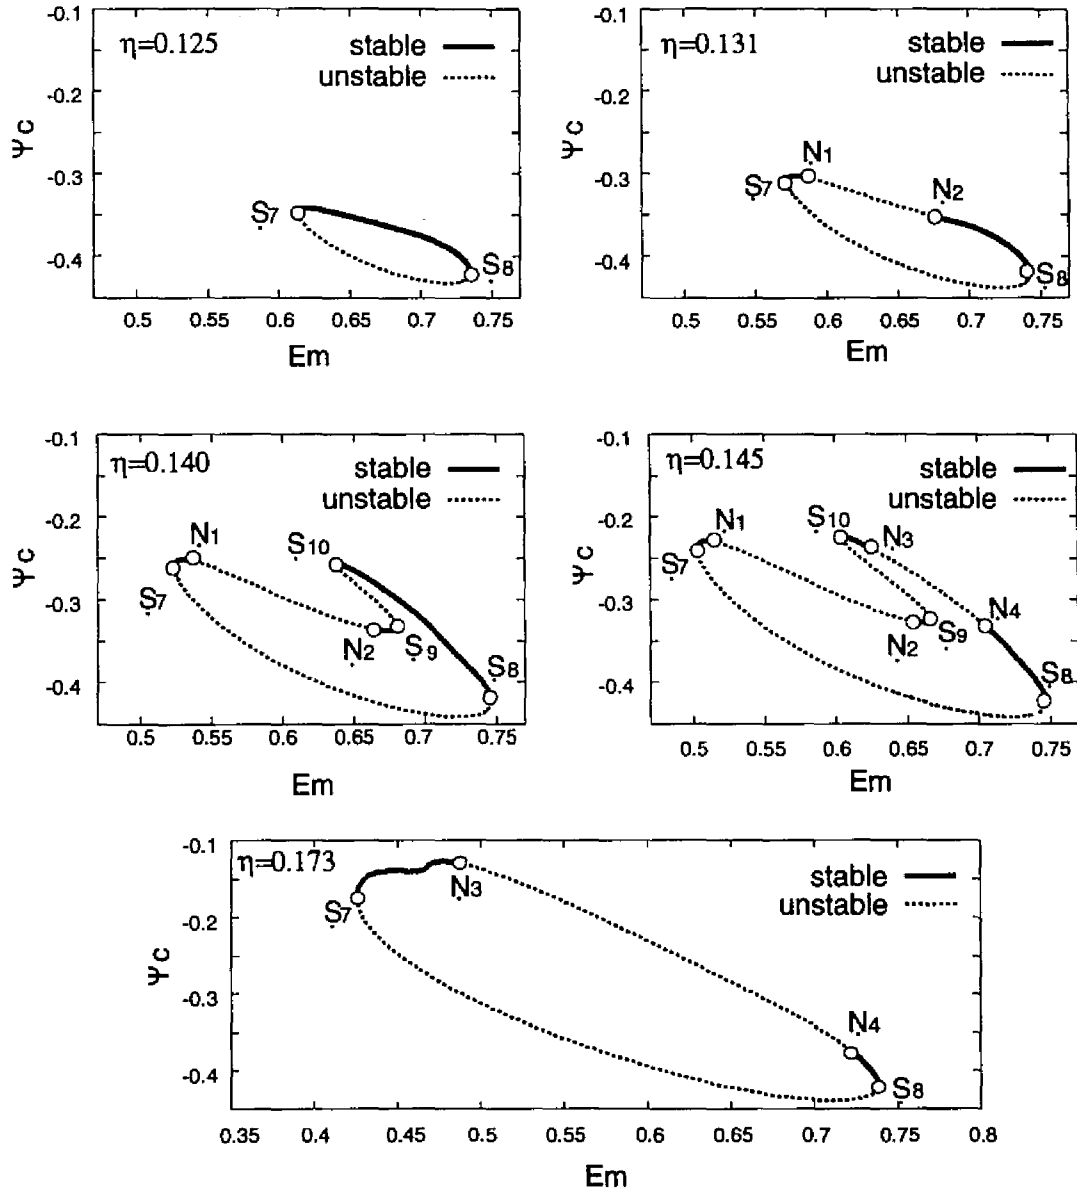 η=0.125
stable
unstable
Ψc
-0.1
-0.2
-0.3
-0.4
S7
S8
0.5
0.55
0.6
0.65
0.7
0.75
Em
η=0.131
stable
unstable
Ψc
-0.1
-0.2
-0.3
-0.4
N1
N2
S7
S8
0.5
0.55
0.6
0.65
0.7
0.75
Em
η=0.140
stable
unstable
Ψc
-0.1
-0.2
-0.3
-0.4
N1
S10
S7
N2
S9
S8
0.5
0.55
0.6
0.65
0.7
0.75
Em
η=0.145
stable
unstable
Ψc
-0.1
-0.2
-0.3
-0.4
N1
S10
N3
S7
N2
S9
N4
S8
0.5
0.55
0.6
0.65
0.7
0.75
Em
η=0.173
stable
unstable
Ψc
-0.1
-0.2
-0.3
-0.4
S7
N3
N4
S8
0.35
0.4
0.45
0.5
0.55
0.6
0.65
0.7
0.75
0.8
Em